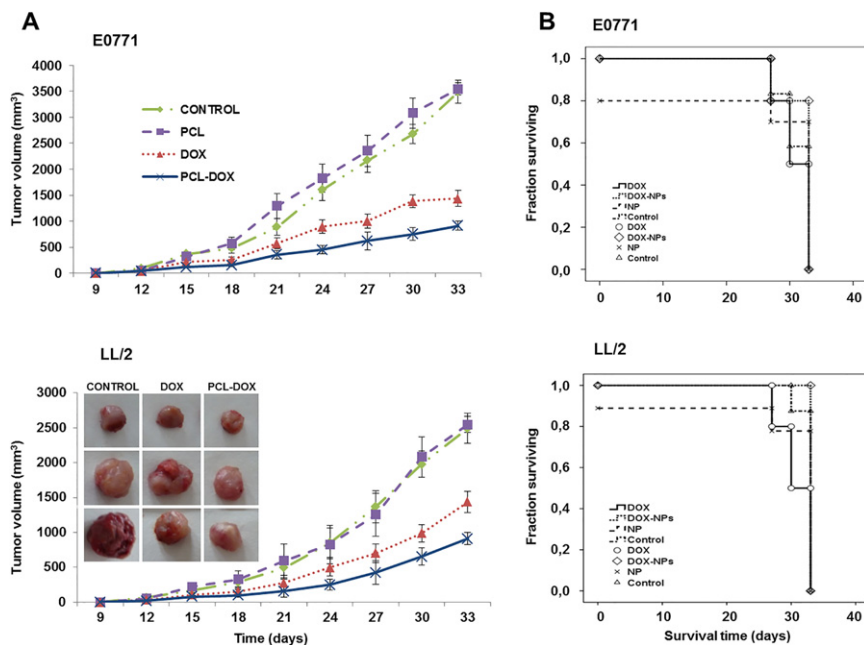 A
E0771
Tumor volume (mm³)
4000
3500
3000
2500
2000
1500
1000
500
0
CONTROL
PCL
DOX
PCL-DOX
9 12 15 18 21 24 27 30 33
B
E0771
Fraction surviving
1,0
0,8
0,6
0,4
0,2
0,0
DOX
DOX-NPs
NP
Control
DOX
DOX-NPs
NP
Control
0 10 20 30 40
LL/2
Tumor volume (mm³)
3000
2500
2000
1500
1000
500
0
CONTROL DOX PCL-DOX
9 12 15 18 21 24 27 30 33
Time (days)
LL/2
Fraction surviving
1,0
0,8
0,6
0,4
0,2
0,0
DOX
DOX-NPs
NP
Control
DOX
DOX-NPs
NP
Control
0 10 20 30 40
Survival time (days)